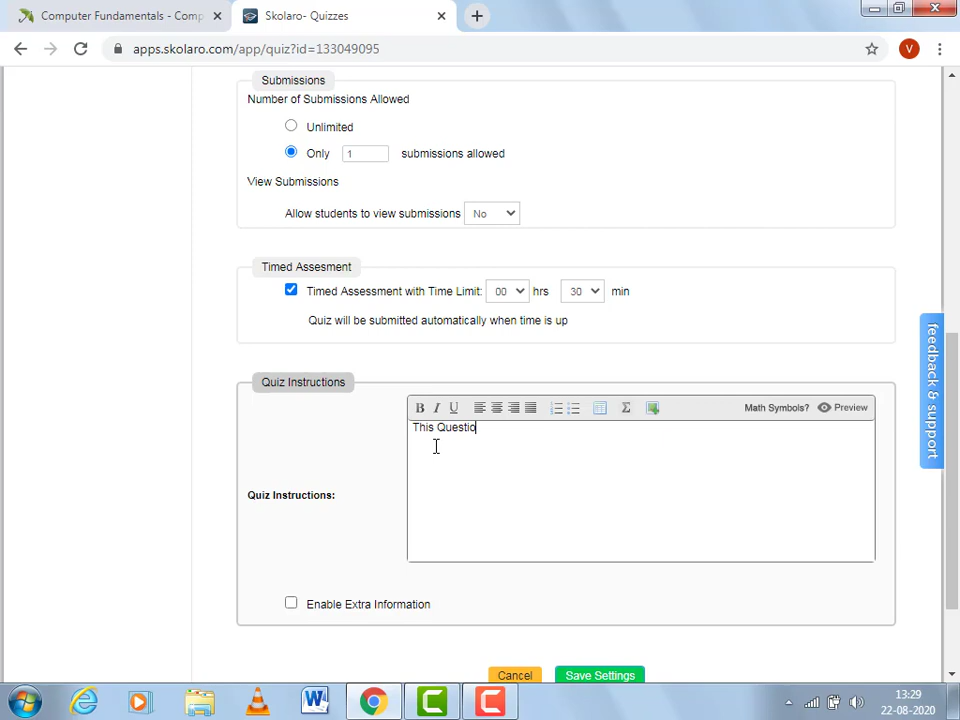 Computer Fundamentals - Comp
Skolaro- Quizzes
apps.skolaro.com/app/quiz?id=133049095
V
Submissions
Number of Submissions Allowed
Unlimited
Only 1 submissions allowed
View Submissions
Allow students to view submissions No
Timed Assesment
Timed Assessment with Time Limit: 00 hrs 30 min
Quiz will be submitted automatically when time is up
feedback & support
Quiz Instructions
B I U Σ Math Symbols? Preview
This Questio
Quiz Instructions:
Enable Extra Information
Cancel Save Settings
13:29
22-08-2020